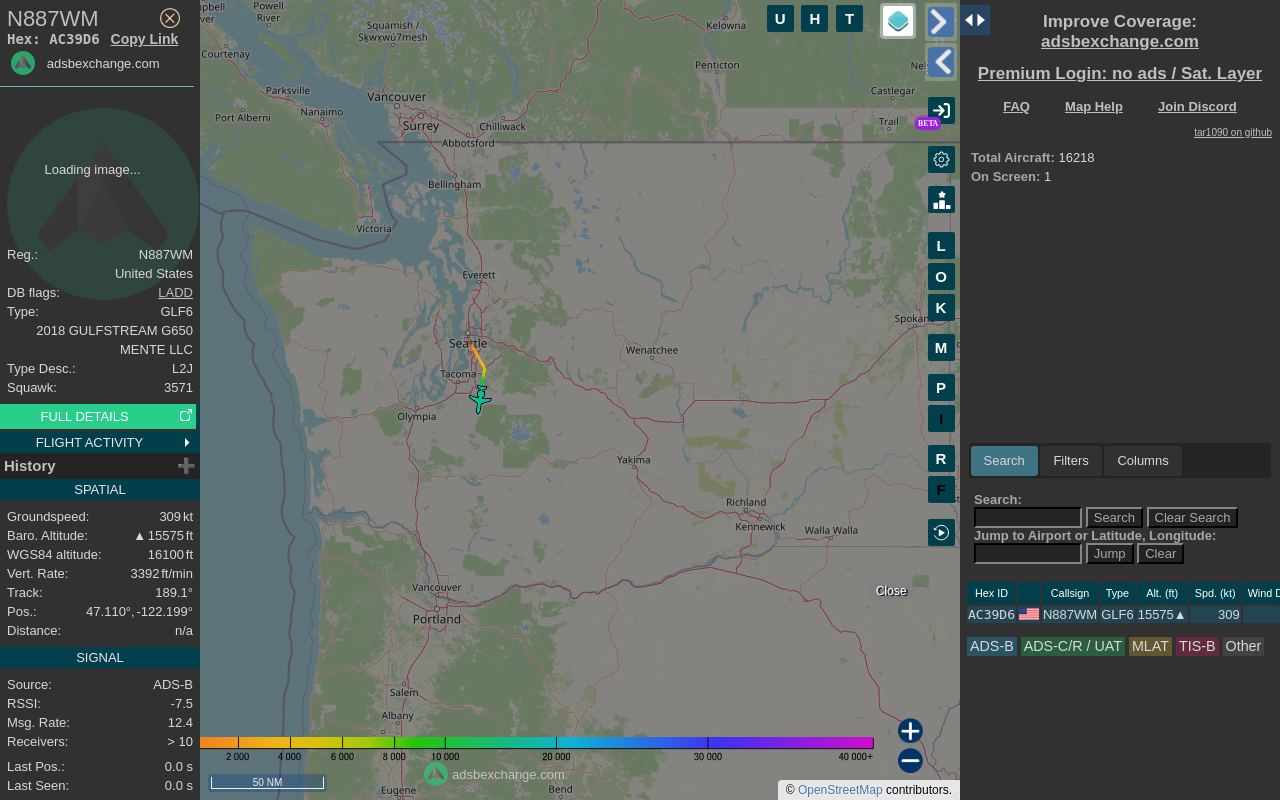 N887WM
Hex: AC39D6 Copy Link
adsbexchange.com
Loading image...
Reg.: N887WM
United States
DB flags: LADD
Type: GLF6
2018 GULFSTREAM G650
MENTE LLC
Type Desc.: L2J
Squawk: 3571
FULL DETAILS
FLIGHT ACTIVITY
History
SPATIAL
Groundspeed: 309 kt
Baro. Altitude: ▲ 15575 ft
WGS84 altitude: 16100 ft
Vert. Rate: 3392 ft/min
Track: 189.1°
Pos.: 47.110°, -122.199°
Distance: n/a
SIGNAL
Source: ADS-B
RSSI: -7.5
Msg. Rate: 12.4
Receivers: > 10
Last Pos.: 0.0 s
Last Seen: 0.0 s
Powell
River
Squamish /
Sḵwx̱wú7mesh
Kelowna
Courtenay
Penticton
Parksville
Vancouver
Castlegar
Nanaimo
Port Alberni
Surrey
Chilliwack
Trail
Abbotsford
Bellingham
Victoria
Everett
Spokane
Seattle
Wenatchee
Tacoma
Olympia
Yakima
Richland
Kennewick
Walla Walla
Vancouver
Portland
Salem
Albany
Eugene
Bend
U H T
BETA
L
O
K
M
P
I
R
F
Close
2 000 4 000 6 000 8 000 10 000 20 000 30 000 40 000+
50 NM
adsbexchange.com
© OpenStreetMap contributors.
Improve Coverage:
adsbexchange.com
Premium Login: no ads / Sat. Layer
FAQ Map Help Join Discord
tar1090 on github
Total Aircraft: 16218
On Screen: 1
Search Filters Columns
Search:
Search Clear Search
Jump to Airport or Latitude, Longitude:
Jump Clear
Hex ID Callsign Type Alt. (ft) Spd. (kt) Wind D
AC39D6 N887WM GLF6 15575▲ 309
ADS-B ADS-C/R / UAT MLAT TIS-B Other